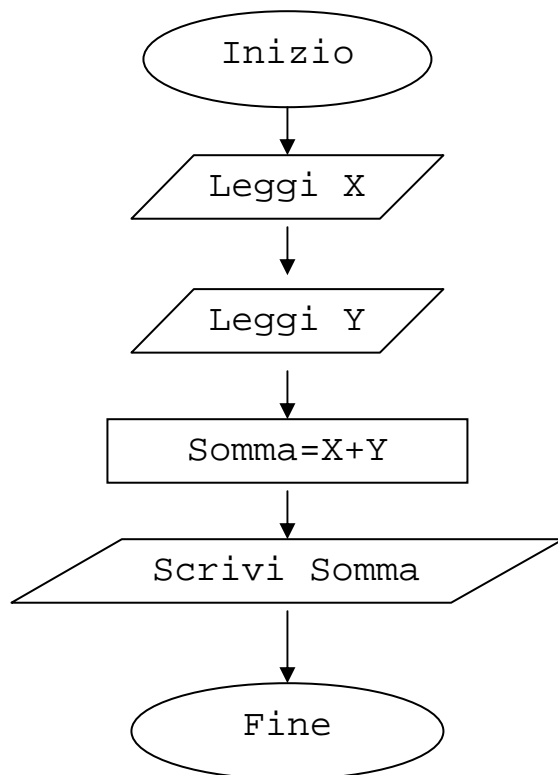 Inizio
Leggi X
Leggi Y
Somma=X+Y
Scrivi Somma
Fine